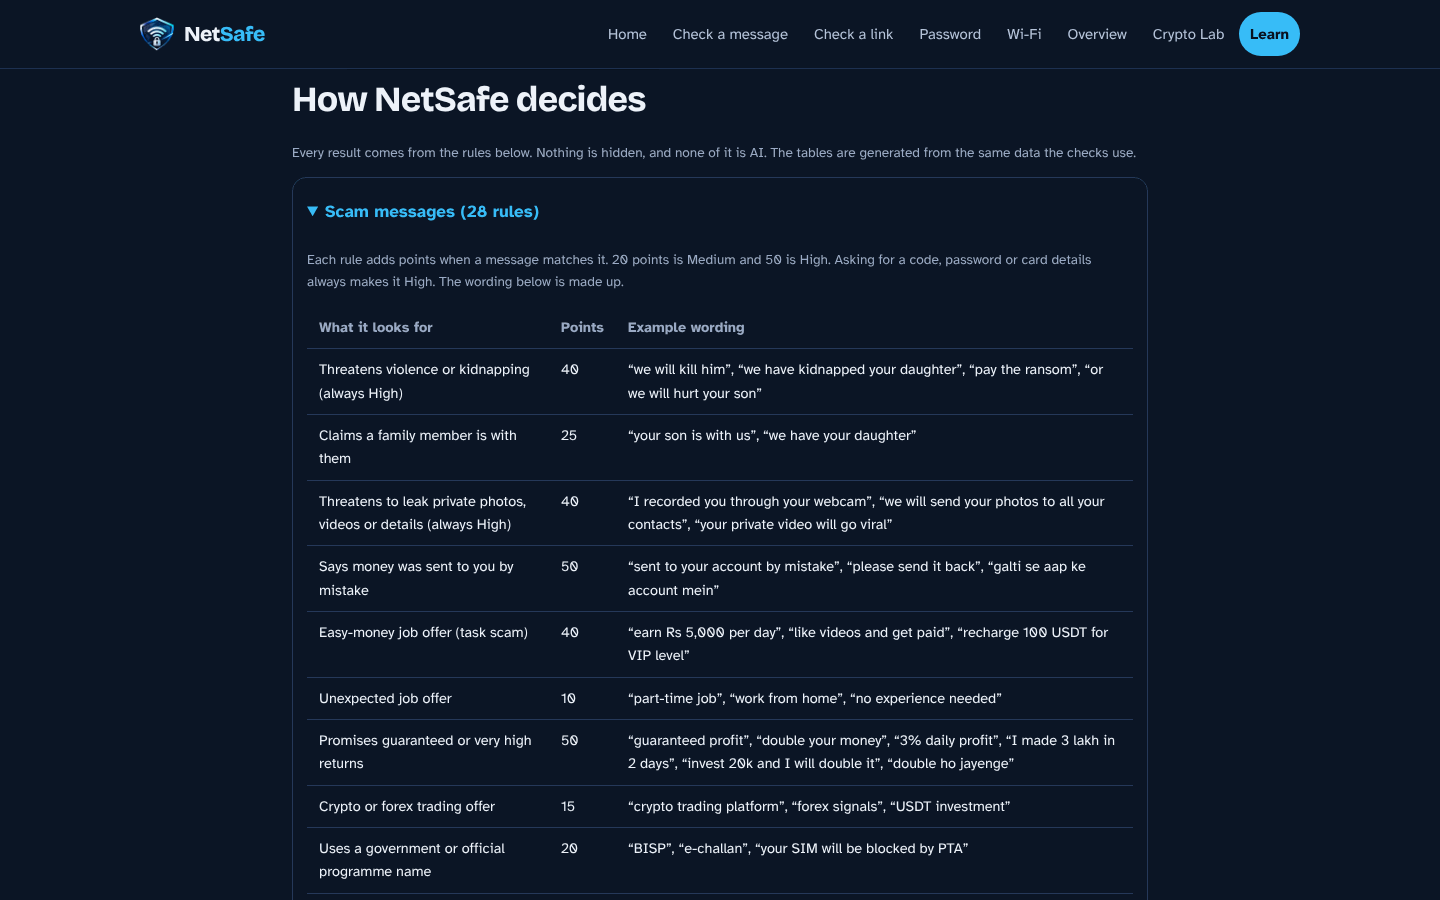 NetSafe
Home Check a message Check a link Password Wi-Fi Overview Crypto Lab Learn
How NetSafe decides
Every result comes from the rules below. Nothing is hidden, and none of it is AI. The tables are generated from the same data the checks use.
▼ Scam messages (28 rules)
Each rule adds points when a message matches it. 20 points is Medium and 50 is High. Asking for a code, password or card details
always makes it High. The wording below is made up.
What it looks for Points Example wording
Threatens violence or kidnapping 40 “we will kill him”, “we have kidnapped your daughter”, “pay the ransom”, “or
(always High) we will hurt your son”
Claims a family member is with 25 “your son is with us”, “we have your daughter”
them
Threatens to leak private photos, 40 “I recorded you through your webcam”, “we will send your photos to all your
videos or details (always High) contacts”, “your private video will go viral”
Says money was sent to you by 50 “sent to your account by mistake”, “please send it back”, “galti se aap ke
mistake account mein”
Easy-money job offer (task scam) 40 “earn Rs 5,000 per day”, “like videos and get paid”, “recharge 100 USDT for
VIP level”
Unexpected job offer 10 “part-time job”, “work from home”, “no experience needed”
Promises guaranteed or very high 50 “guaranteed profit”, “double your money”, “3% daily profit”, “I made 3 lakh in
returns 2 days”, “invest 20k and I will double it”, “double ho jayenge”
Crypto or forex trading offer 15 “crypto trading platform”, “forex signals”, “USDT investment”
Uses a government or official 20 “BISP”, “e-challan”, “your SIM will be blocked by PTA”
programme name